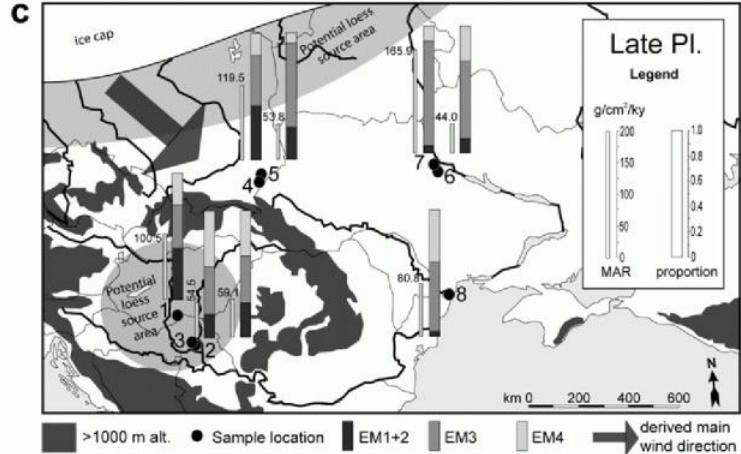 C
ice cap
Potential loess
source area
Late Pl.
Legend
g/cm²/ky
200
150
100
50
0
MAR
1.0
0.8
0.6
0.4
0.2
0.0
proportion
119.5
53.8
165.9
44.0
5
4
7
6
100.5
54.5
59.1
80.8
8
Potential
loess
source
area
3
2
N
km 0 200 400 600
>1000 m alt.
Sample location
EM1+2
EM3
EM4
derived main
wind direction